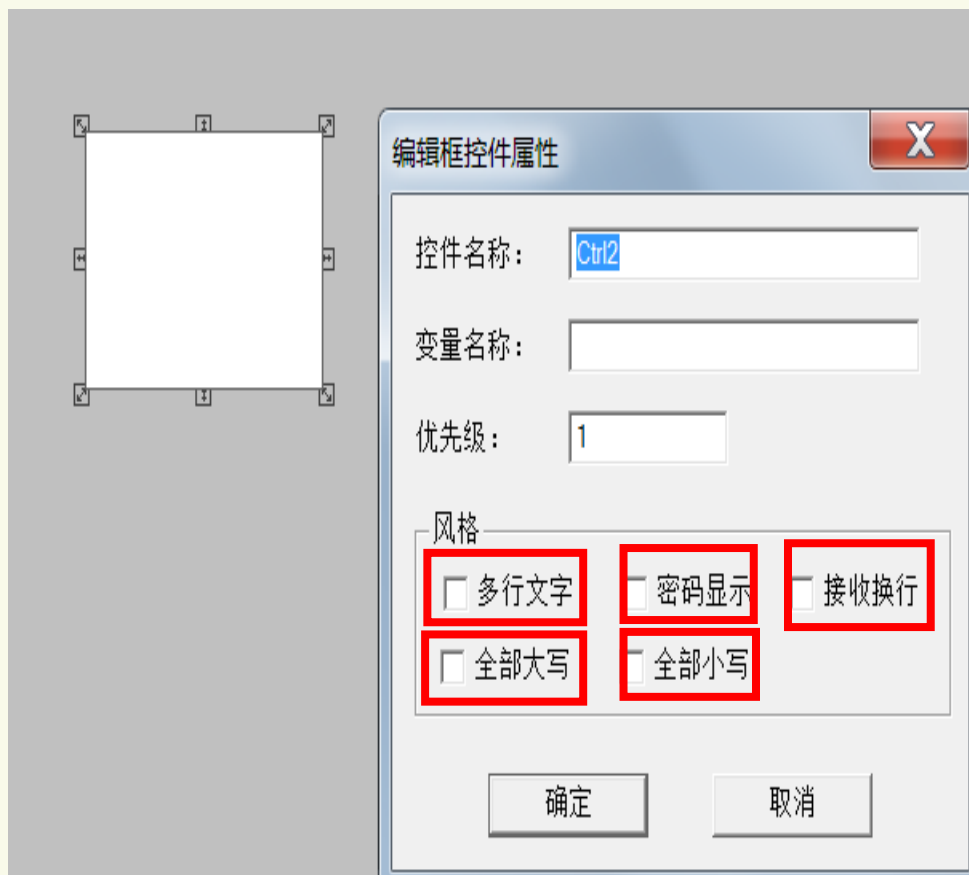 编辑框控件属性
控件名称：
Ctrl2
变量名称：
优先级：
1
风格
多行文字 密码显示 接收换行
全部大写 全部小写
确定 取消